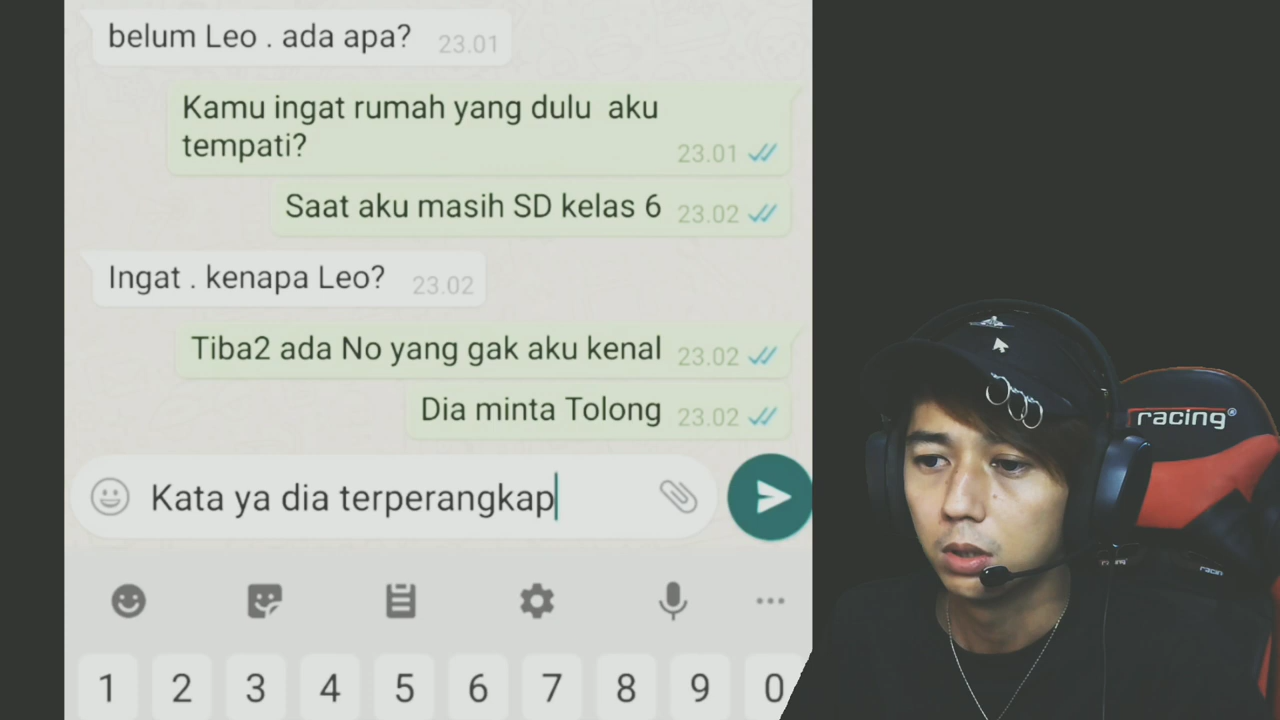 belum Leo . ada apa? 23.01
Kamu ingat rumah yang dulu aku
tempati? 23.01
Saat aku masih SD kelas 6 23.02
Ingat . kenapa Leo? 23.02
Tiba2 ada No yang gak aku kenal 23.02
Dia minta Tolong 23.02
Kata ya dia terperangkap
1 2 3 4 5 6 7 8 9 0
racing®